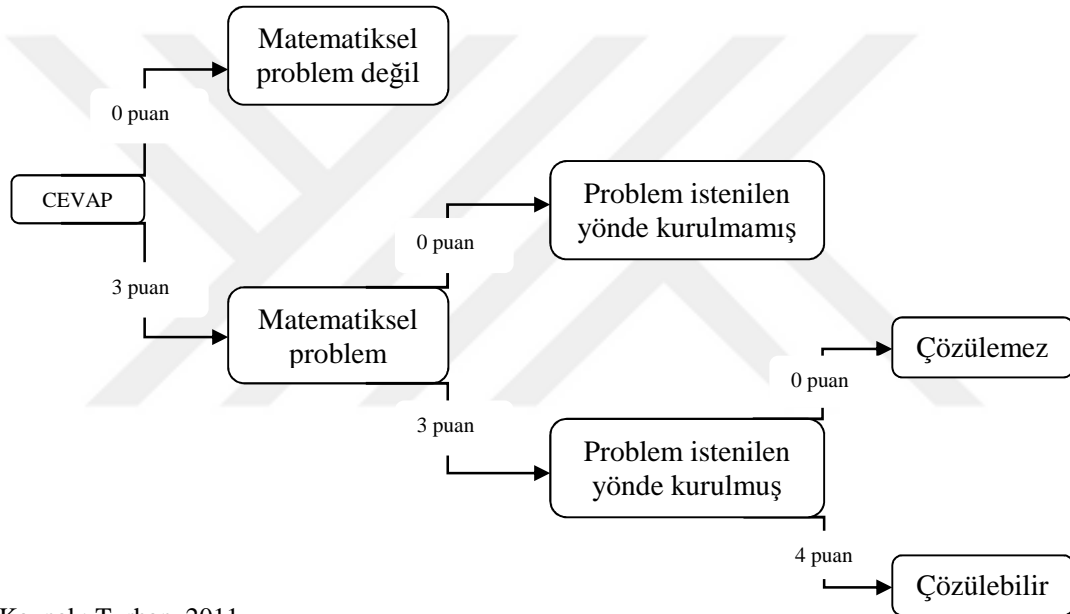 Matematiksel
problem değil
0 puan
CEVAP
Problem istenilen
yönde kurulmamış
0 puan
3 puan
Matematiksel
problem
Çözülemez
0 puan
3 puan
Problem istenilen
yönde kurulmuş
4 puan
Çözülebilir
2011